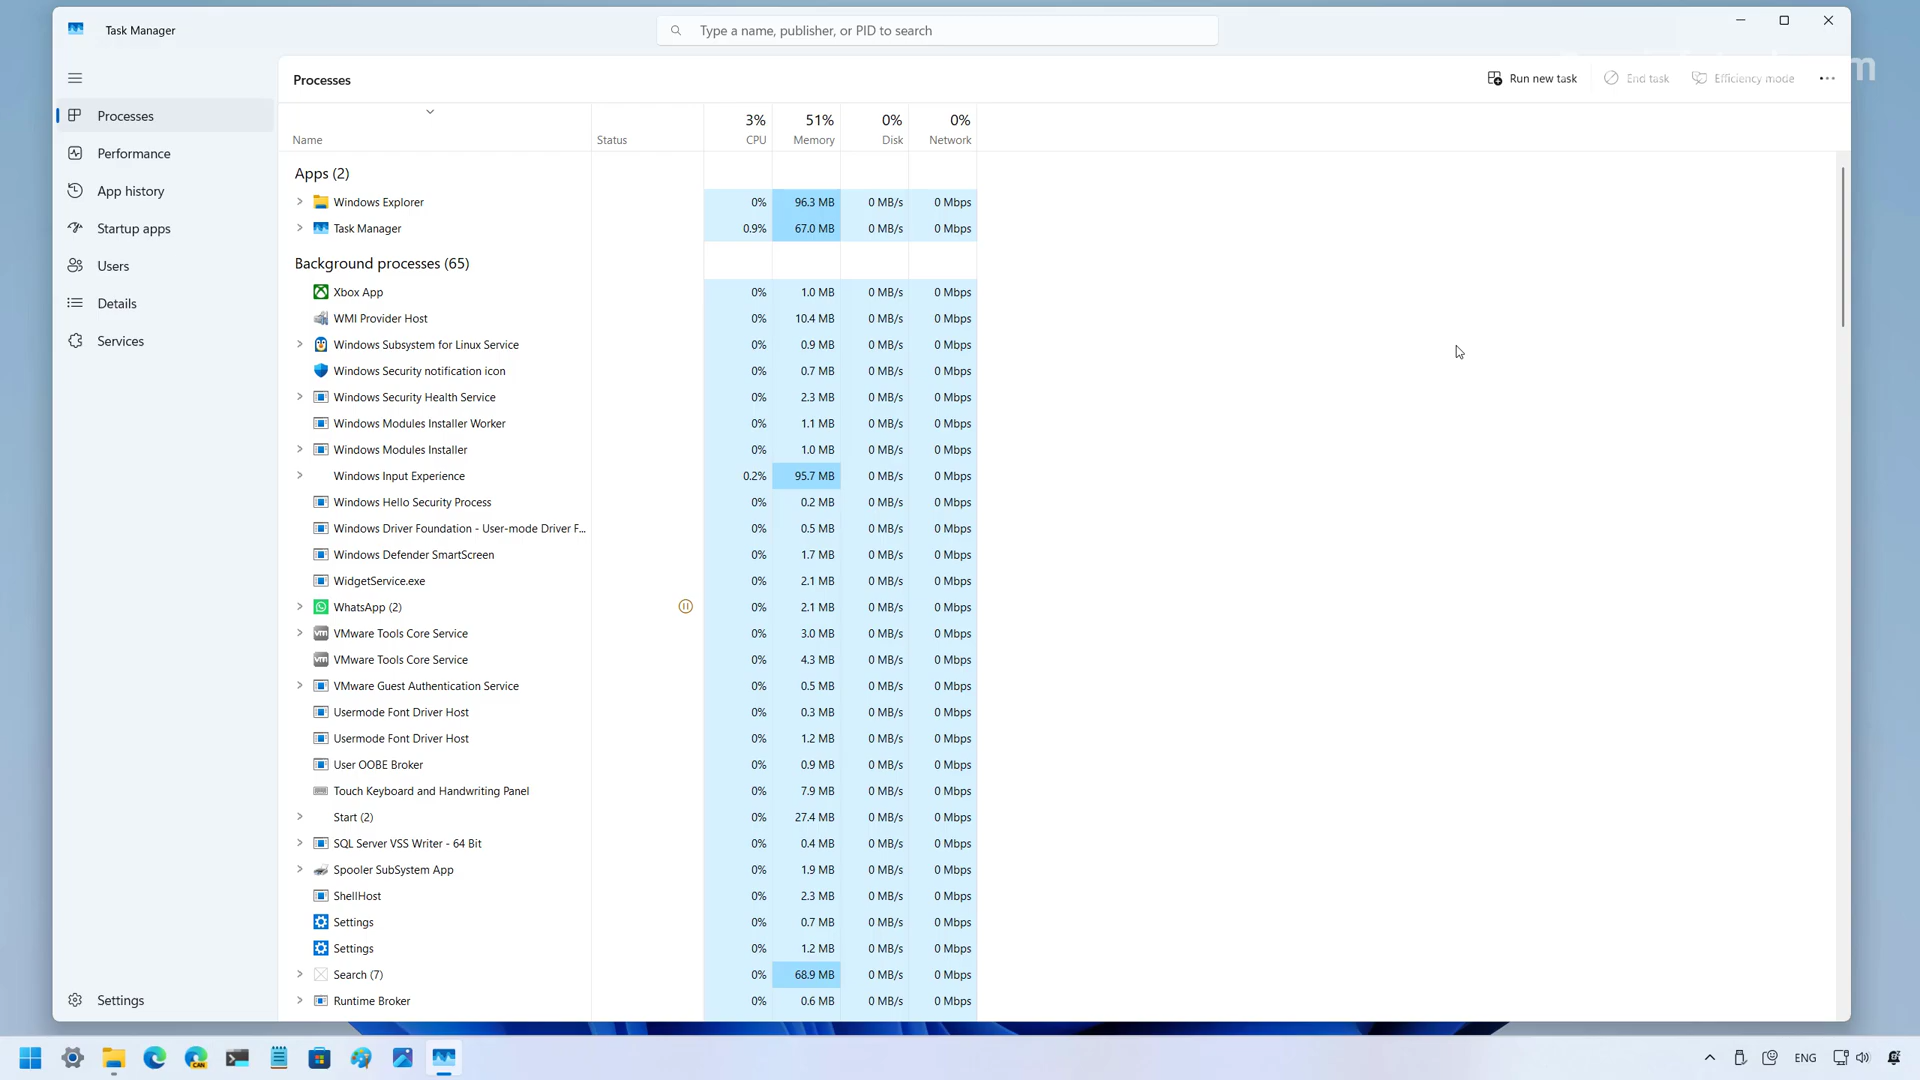 Task Manager
Type a name, publisher, or PID to search
Processes
Run new task
End task
Efficiency mode
m
Processes
Performance
App history
Startup apps
Users
Details
Services
Settings
3% 51% 0% 0%
Name Status CPU Memory Disk Network
Apps (2)
Windows Explorer 0% 96.3 MB 0 MB/s 0 Mbps
Task Manager 0.9% 67.0 MB 0 MB/s 0 Mbps
Background processes (65)
Xbox App 0% 1.0 MB 0 MB/s 0 Mbps
WMI Provider Host 0% 10.4 MB 0 MB/s 0 Mbps
Windows Subsystem for Linux Service 0% 0.9 MB 0 MB/s 0 Mbps
Windows Security notification icon 0% 0.7 MB 0 MB/s 0 Mbps
Windows Security Health Service 0% 2.3 MB 0 MB/s 0 Mbps
Windows Modules Installer Worker 0% 1.1 MB 0 MB/s 0 Mbps
Windows Modules Installer 0% 1.0 MB 0 MB/s 0 Mbps
Windows Input Experience 0.2% 95.7 MB 0 MB/s 0 Mbps
Windows Hello Security Process 0% 0.2 MB 0 MB/s 0 Mbps
Windows Driver Foundation - User-mode Driver F... 0% 0.5 MB 0 MB/s 0 Mbps
Windows Defender SmartScreen 0% 1.7 MB 0 MB/s 0 Mbps
WidgetService.exe 0% 2.1 MB 0 MB/s 0 Mbps
WhatsApp (2) 0% 2.1 MB 0 MB/s 0 Mbps
vm VMware Tools Core Service 0% 3.0 MB 0 MB/s 0 Mbps
vm VMware Tools Core Service 0% 4.3 MB 0 MB/s 0 Mbps
VMware Guest Authentication Service 0% 0.5 MB 0 MB/s 0 Mbps
Usermode Font Driver Host 0% 0.3 MB 0 MB/s 0 Mbps
Usermode Font Driver Host 0% 1.2 MB 0 MB/s 0 Mbps
User OOBE Broker 0% 0.9 MB 0 MB/s 0 Mbps
Touch Keyboard and Handwriting Panel 0% 7.9 MB 0 MB/s 0 Mbps
Start (2) 0% 27.4 MB 0 MB/s 0 Mbps
SQL Server VSS Writer - 64 Bit 0% 0.4 MB 0 MB/s 0 Mbps
Spooler SubSystem App 0% 1.9 MB 0 MB/s 0 Mbps
ShellHost 0% 2.3 MB 0 MB/s 0 Mbps
Settings 0% 0.7 MB 0 MB/s 0 Mbps
Settings 0% 1.2 MB 0 MB/s 0 Mbps
Search (7) 0% 68.9 MB 0 MB/s 0 Mbps
Runtime Broker 0% 0.6 MB 0 MB/s 0 Mbps
CAN
ENG